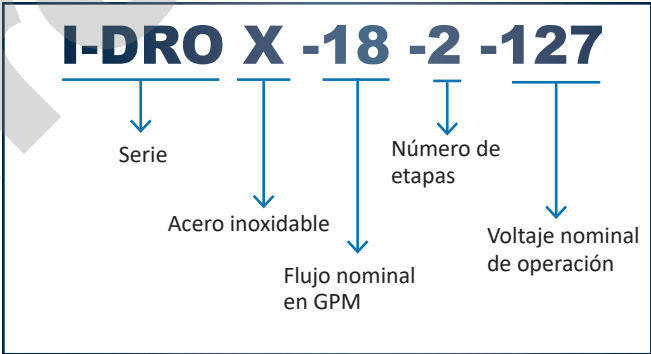 I-DRO X -18 -2 -127
Serie
Número de
etapas
Acero inoxidable
Voltaje nominal
de operación
Flujo nominal
en GPM